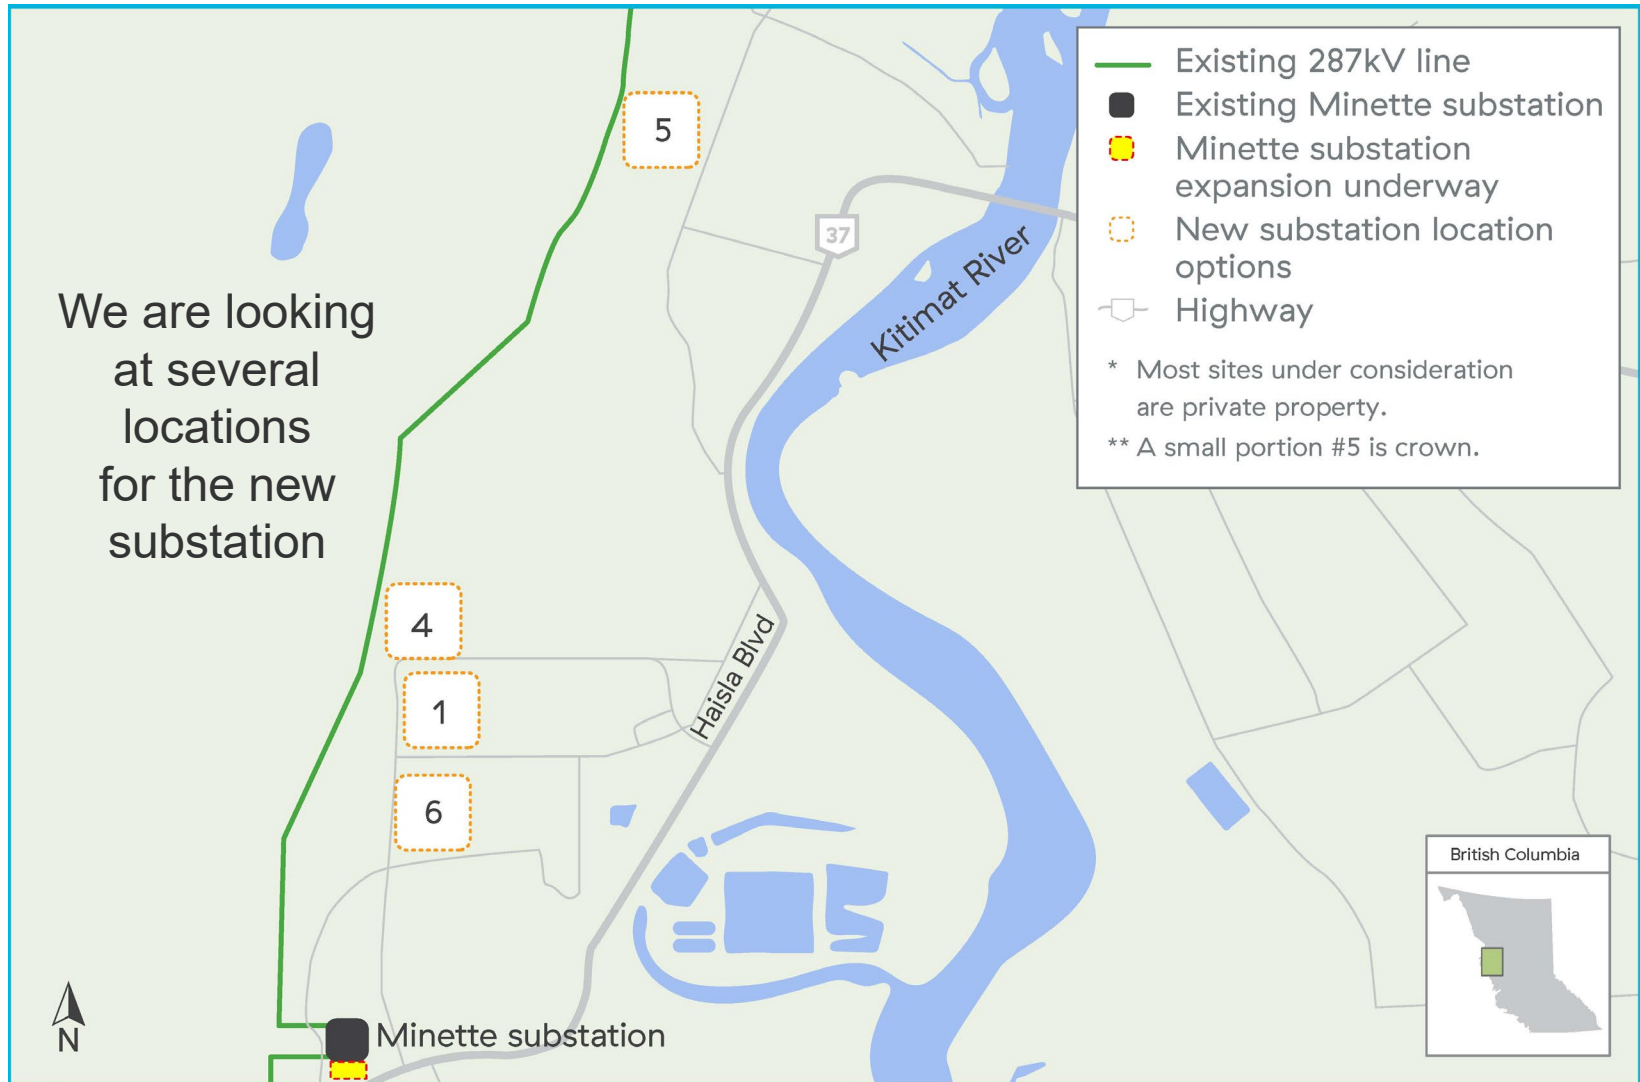 We are looking
at several
locations
for the new
substation
5
4
1
6
37
Kitimat River
Haisla Blvd
Minette substation
N
Existing 287kV line
Existing Minette substation
Minette substation
expansion underway
New substation location
options
Highway
* Most sites under consideration
are private property.
** A small portion #5 is crown.
British Columbia